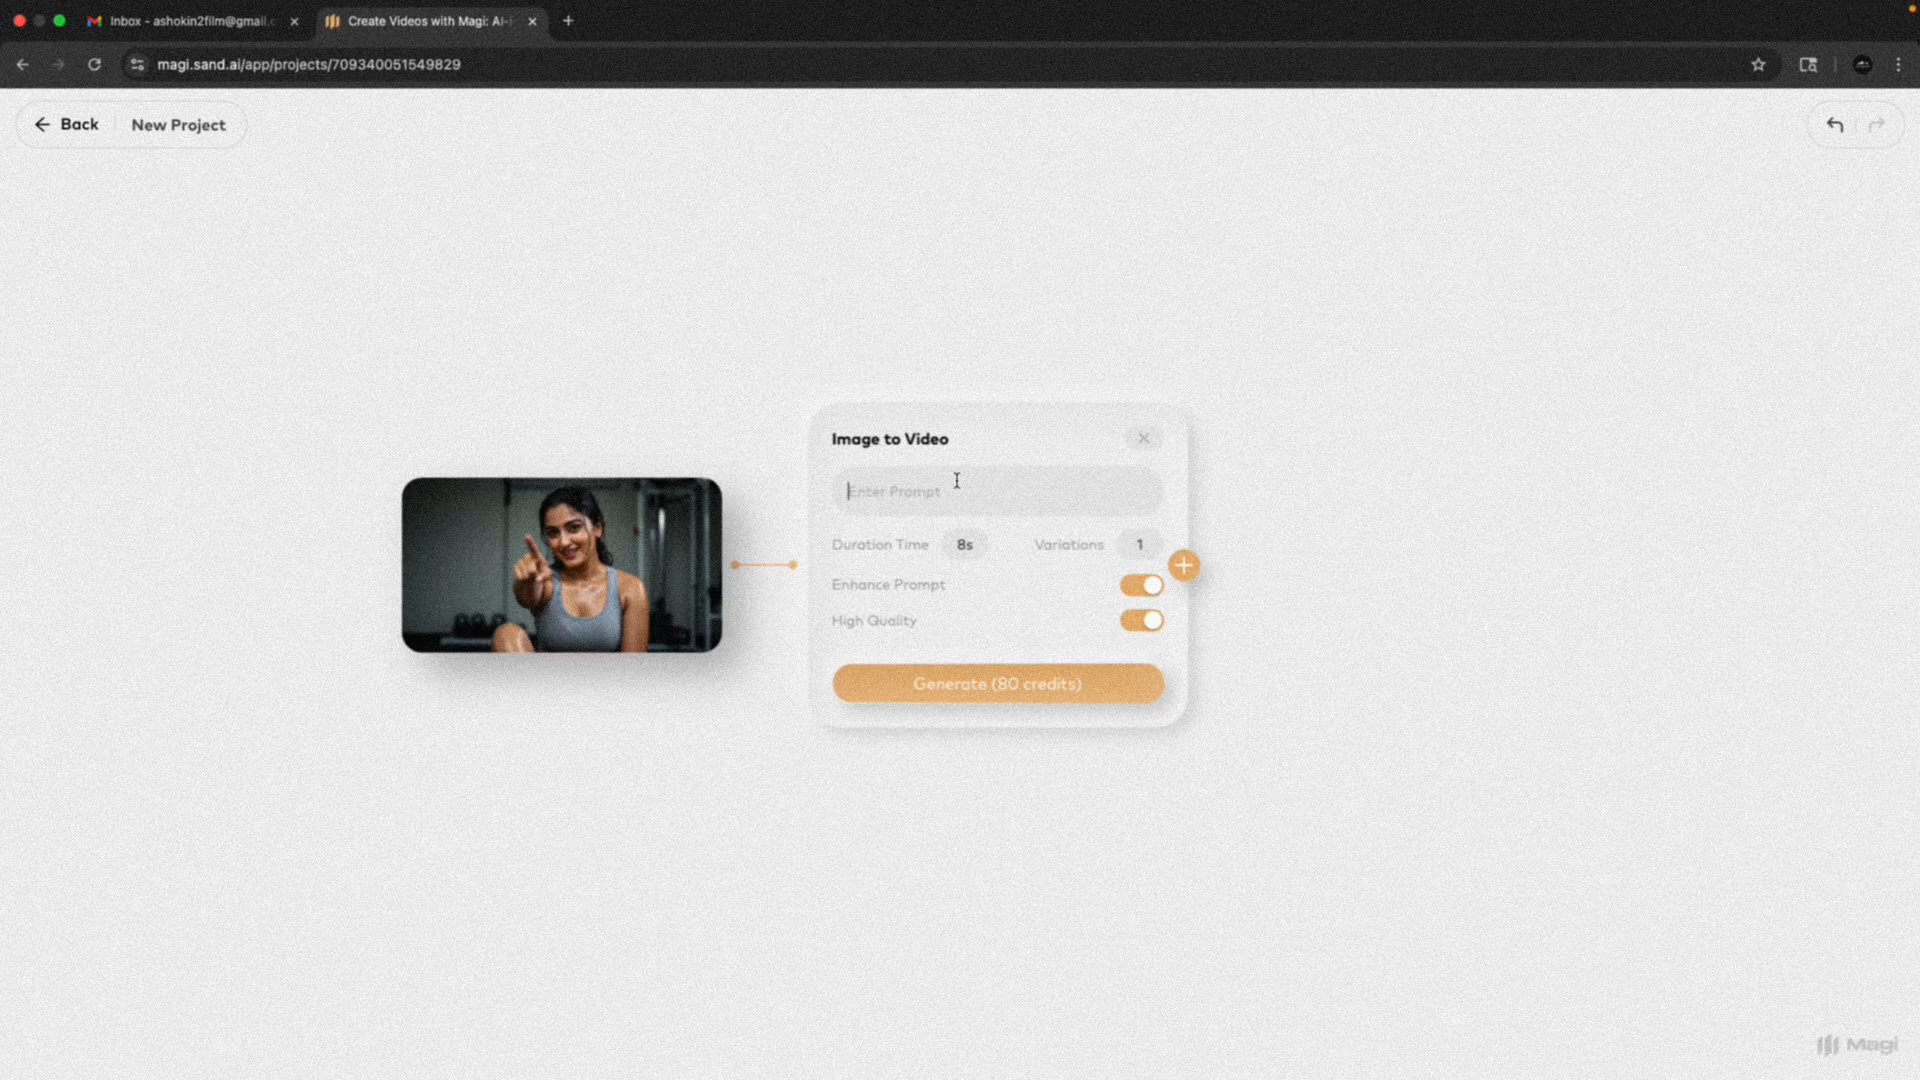 Inbox - ashokin2film@gmail.c
Create Videos with Magi: AI-
magi.sand.ai/app/projects/709340051549829
Back
New Project
Image to Video
Enter Prompt
Duration Time 8s Variations 1
Enhance Prompt
High Quality
Generate (80 credits)
Magi